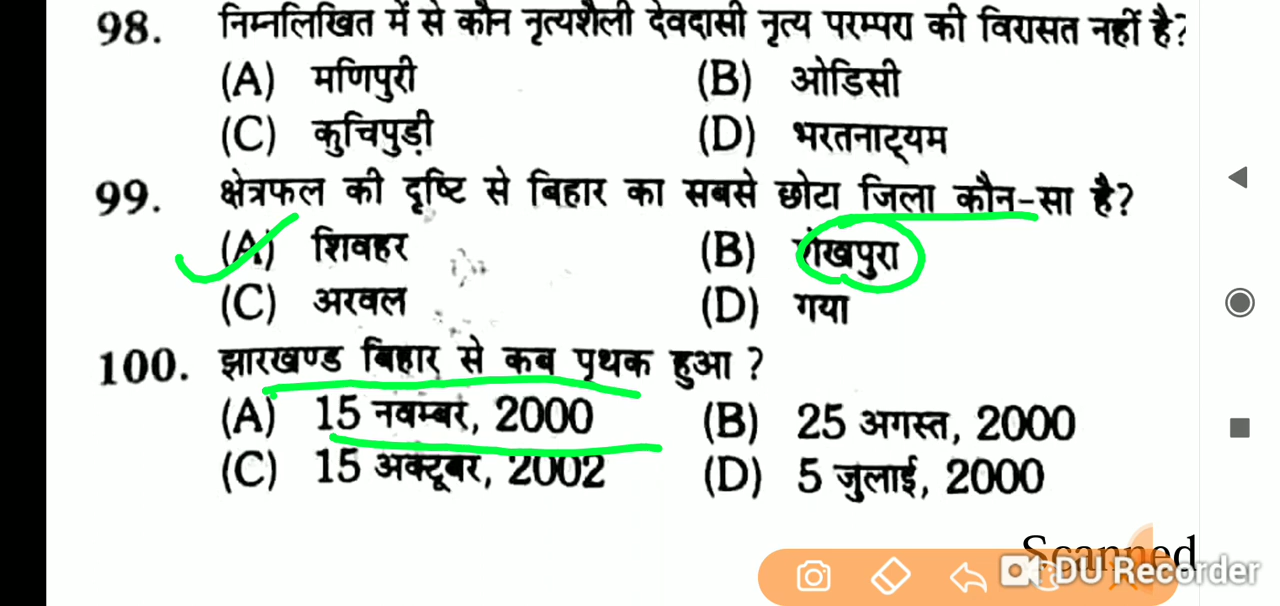 98. निम्नलिखित में से कौन नृत्यशैली देवदासी नृत्य परम्परा की विरासत नहीं है?
(A) मणिपुरी (B) ओडिसी
(C) कुचिपुड़ी (D) भरतनाट्यम
99. क्षेत्रफल की दृष्टि से बिहार का सबसे छोटा जिला कौन-सा है?
(A) शिवहर (B) शेखपुरा
(C) अरवल (D) गया
100. झारखण्ड बिहार से कब पृथक हुआ ?
(A) 15 नवम्बर, 2000 (B) 25 अगस्त, 2000
(C) 15 अक्टूबर, 2002 (D) 5 जुलाई, 2000
Scanned
DU Recorder